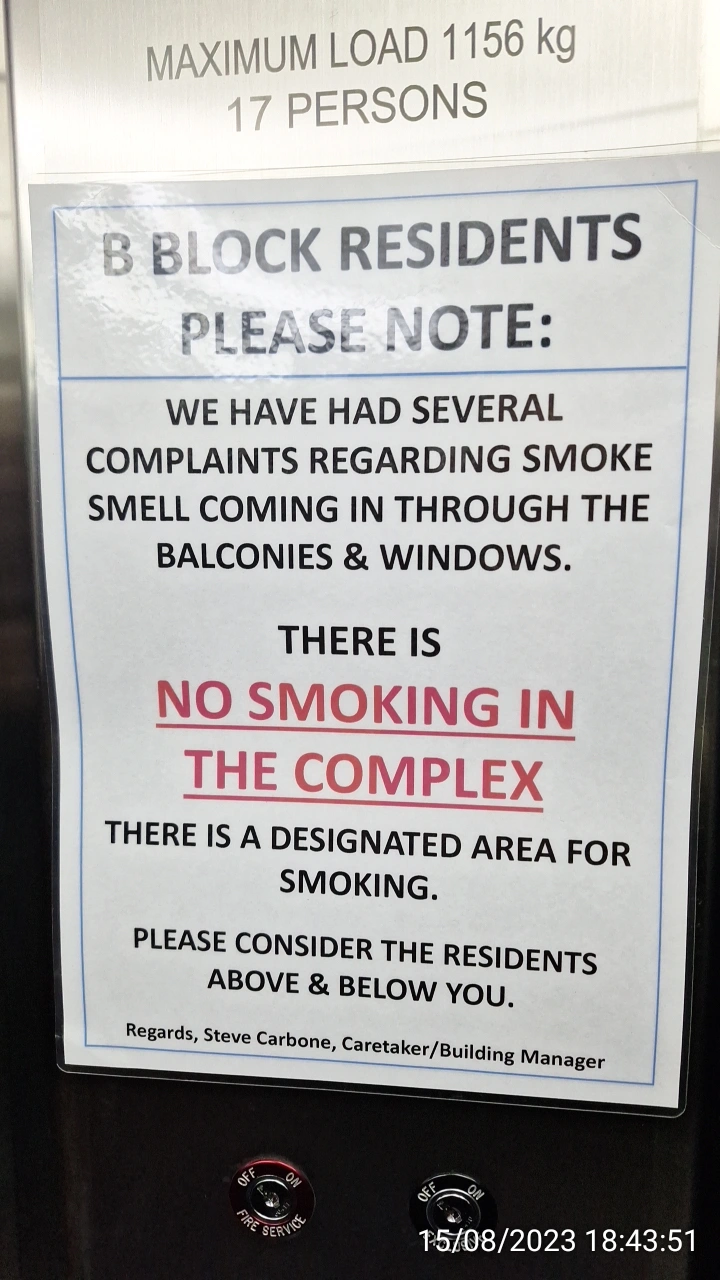 MAXIMUM LOAD 1156 kg
17 PERSONS
B BLOCK RESIDENTS
PLEASE NOTE:
WE HAVE HAD SEVERAL
COMPLAINTS REGARDING SMOKE
SMELL COMING IN THROUGH THE
BALCONIES & WINDOWS.
THERE IS
NO SMOKING IN
THE COMPLEX
THERE IS A DESIGNATED AREA FOR
SMOKING.
PLEASE CONSIDER THE RESIDENTS
ABOVE & BELOW YOU.
Regards, Steve Carbone, Caretaker/Building Manager
OFF ON
FIRE SERVICE
OFF ON
15/08/2023 18:43:51